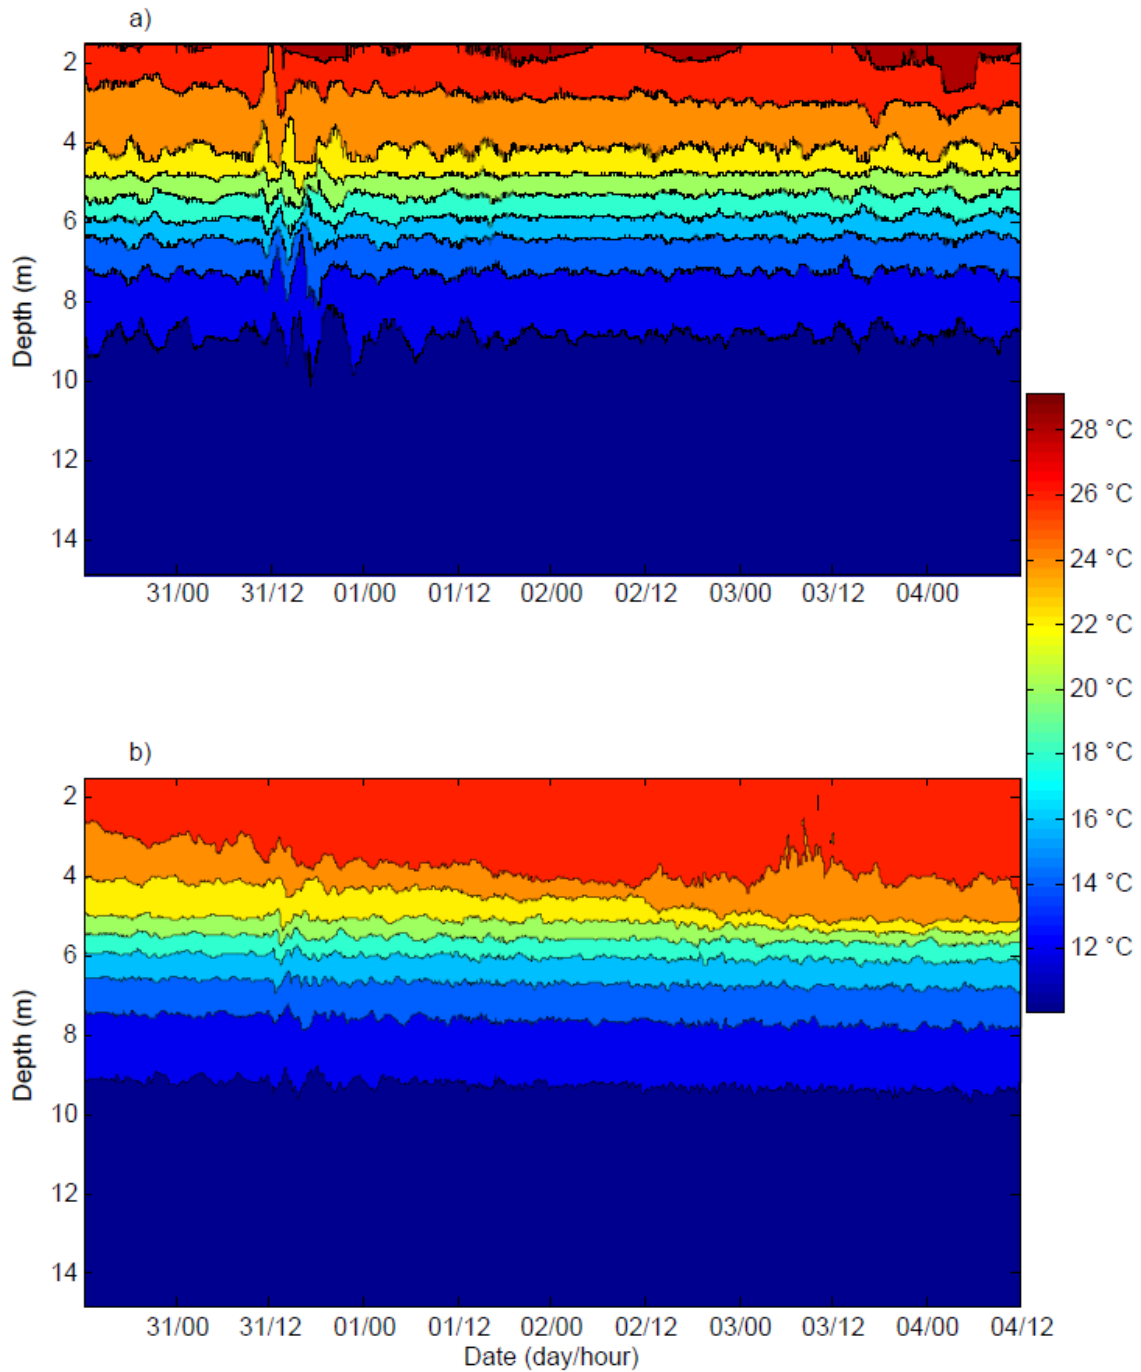 a)
2
4
6
8
10
12
14
Depth (m)
31/00 31/12 01/00 01/12 02/00 02/12 03/00 03/12 04/00
28 °C
26 °C
24 °C
22 °C
20 °C
18 °C
16 °C
14 °C
12 °C
b)
2
4
6
8
10
12
14
Depth (m)
31/00 31/12 01/00 01/12 02/00 02/12 03/00 03/12 04/00 04/12
Date (day/hour)